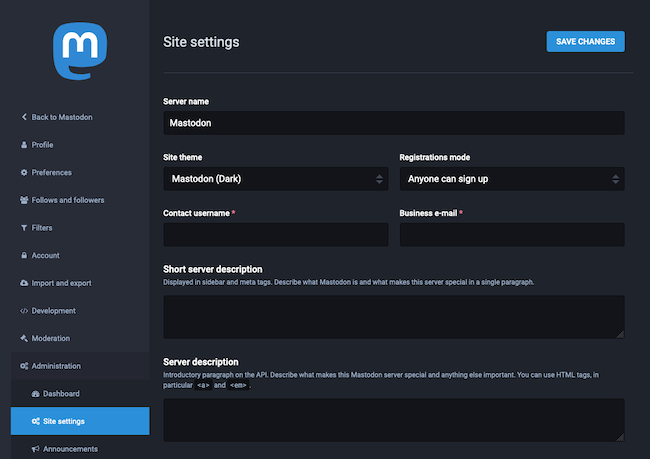 Back to Mastodon
Profile
Preferences
Follows and followers
Filters
Account
Import and export
Development
Moderation
Administration
Dashboard
Site settings
Announcements
Site settings
SAVE CHANGES
Server name
Mastodon
Site theme
Registrations mode
Mastodon (Dark)
Anyone can sign up
Contact username *
Business e-mail *
Short server description
Displayed in sidebar and meta tags. Describe what Mastodon is and what makes this server special in a single paragraph.
Server description
Introductory paragraph on the API. Describe what makes this Mastodon server special and anything else important. You can use HTML tags, in
particular <a> and <em>.